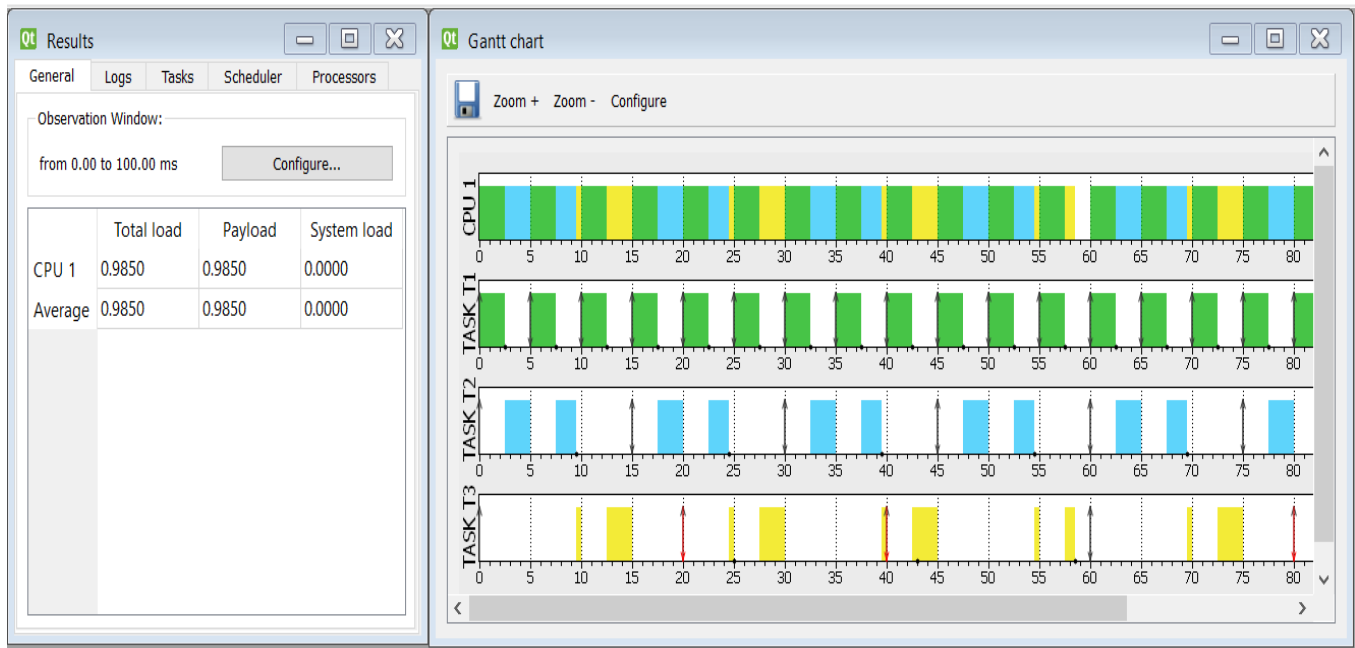 Qt Results
General Logs Tasks Scheduler Processors
Observation Window:
from 0.00 to 100.00 ms Configure...
Total load Payload System load
CPU 1 0.9850 0.9850 0.0000
Average 0.9850 0.9850 0.0000
Qt Gantt chart
Zoom + Zoom - Configure
CPU 1
0 5 10 15 20 25 30 35 40 45 50 55 60 65 70 75 80
TASK T1
0 5 10 15 20 25 30 35 40 45 50 55 60 65 70 75 80
TASK T2
0 5 10 15 20 25 30 35 40 45 50 55 60 65 70 75 80
TASK T3
0 5 10 15 20 25 30 35 40 45 50 55 60 65 70 75 80